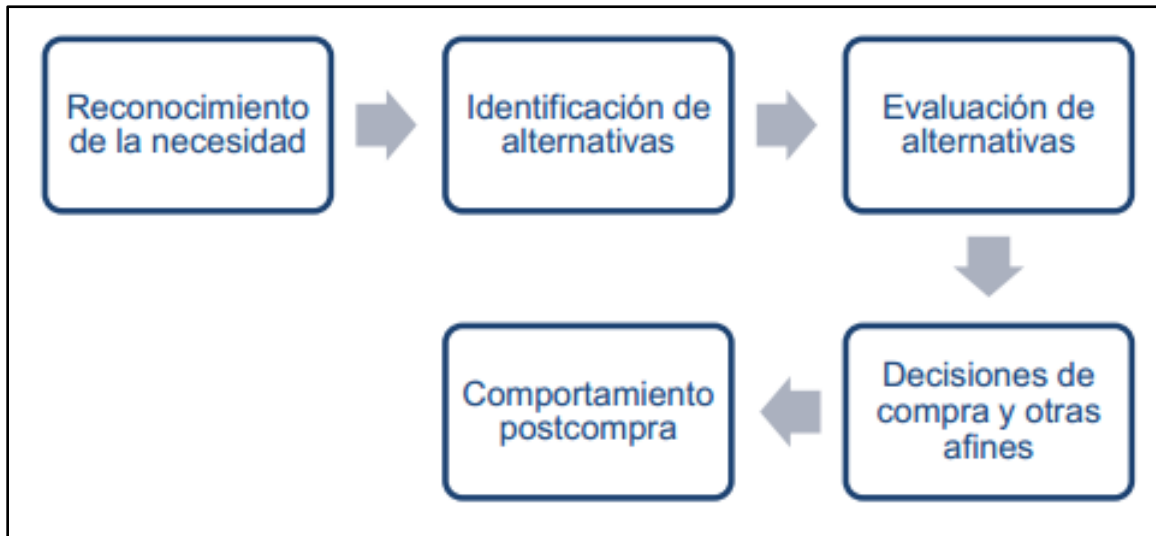 Reconocimiento
de la necesidad
Identificación de
alternativas
Evaluación de
alternativas
Decisiones de
compra y otras
afines
Comportamiento
postcompra